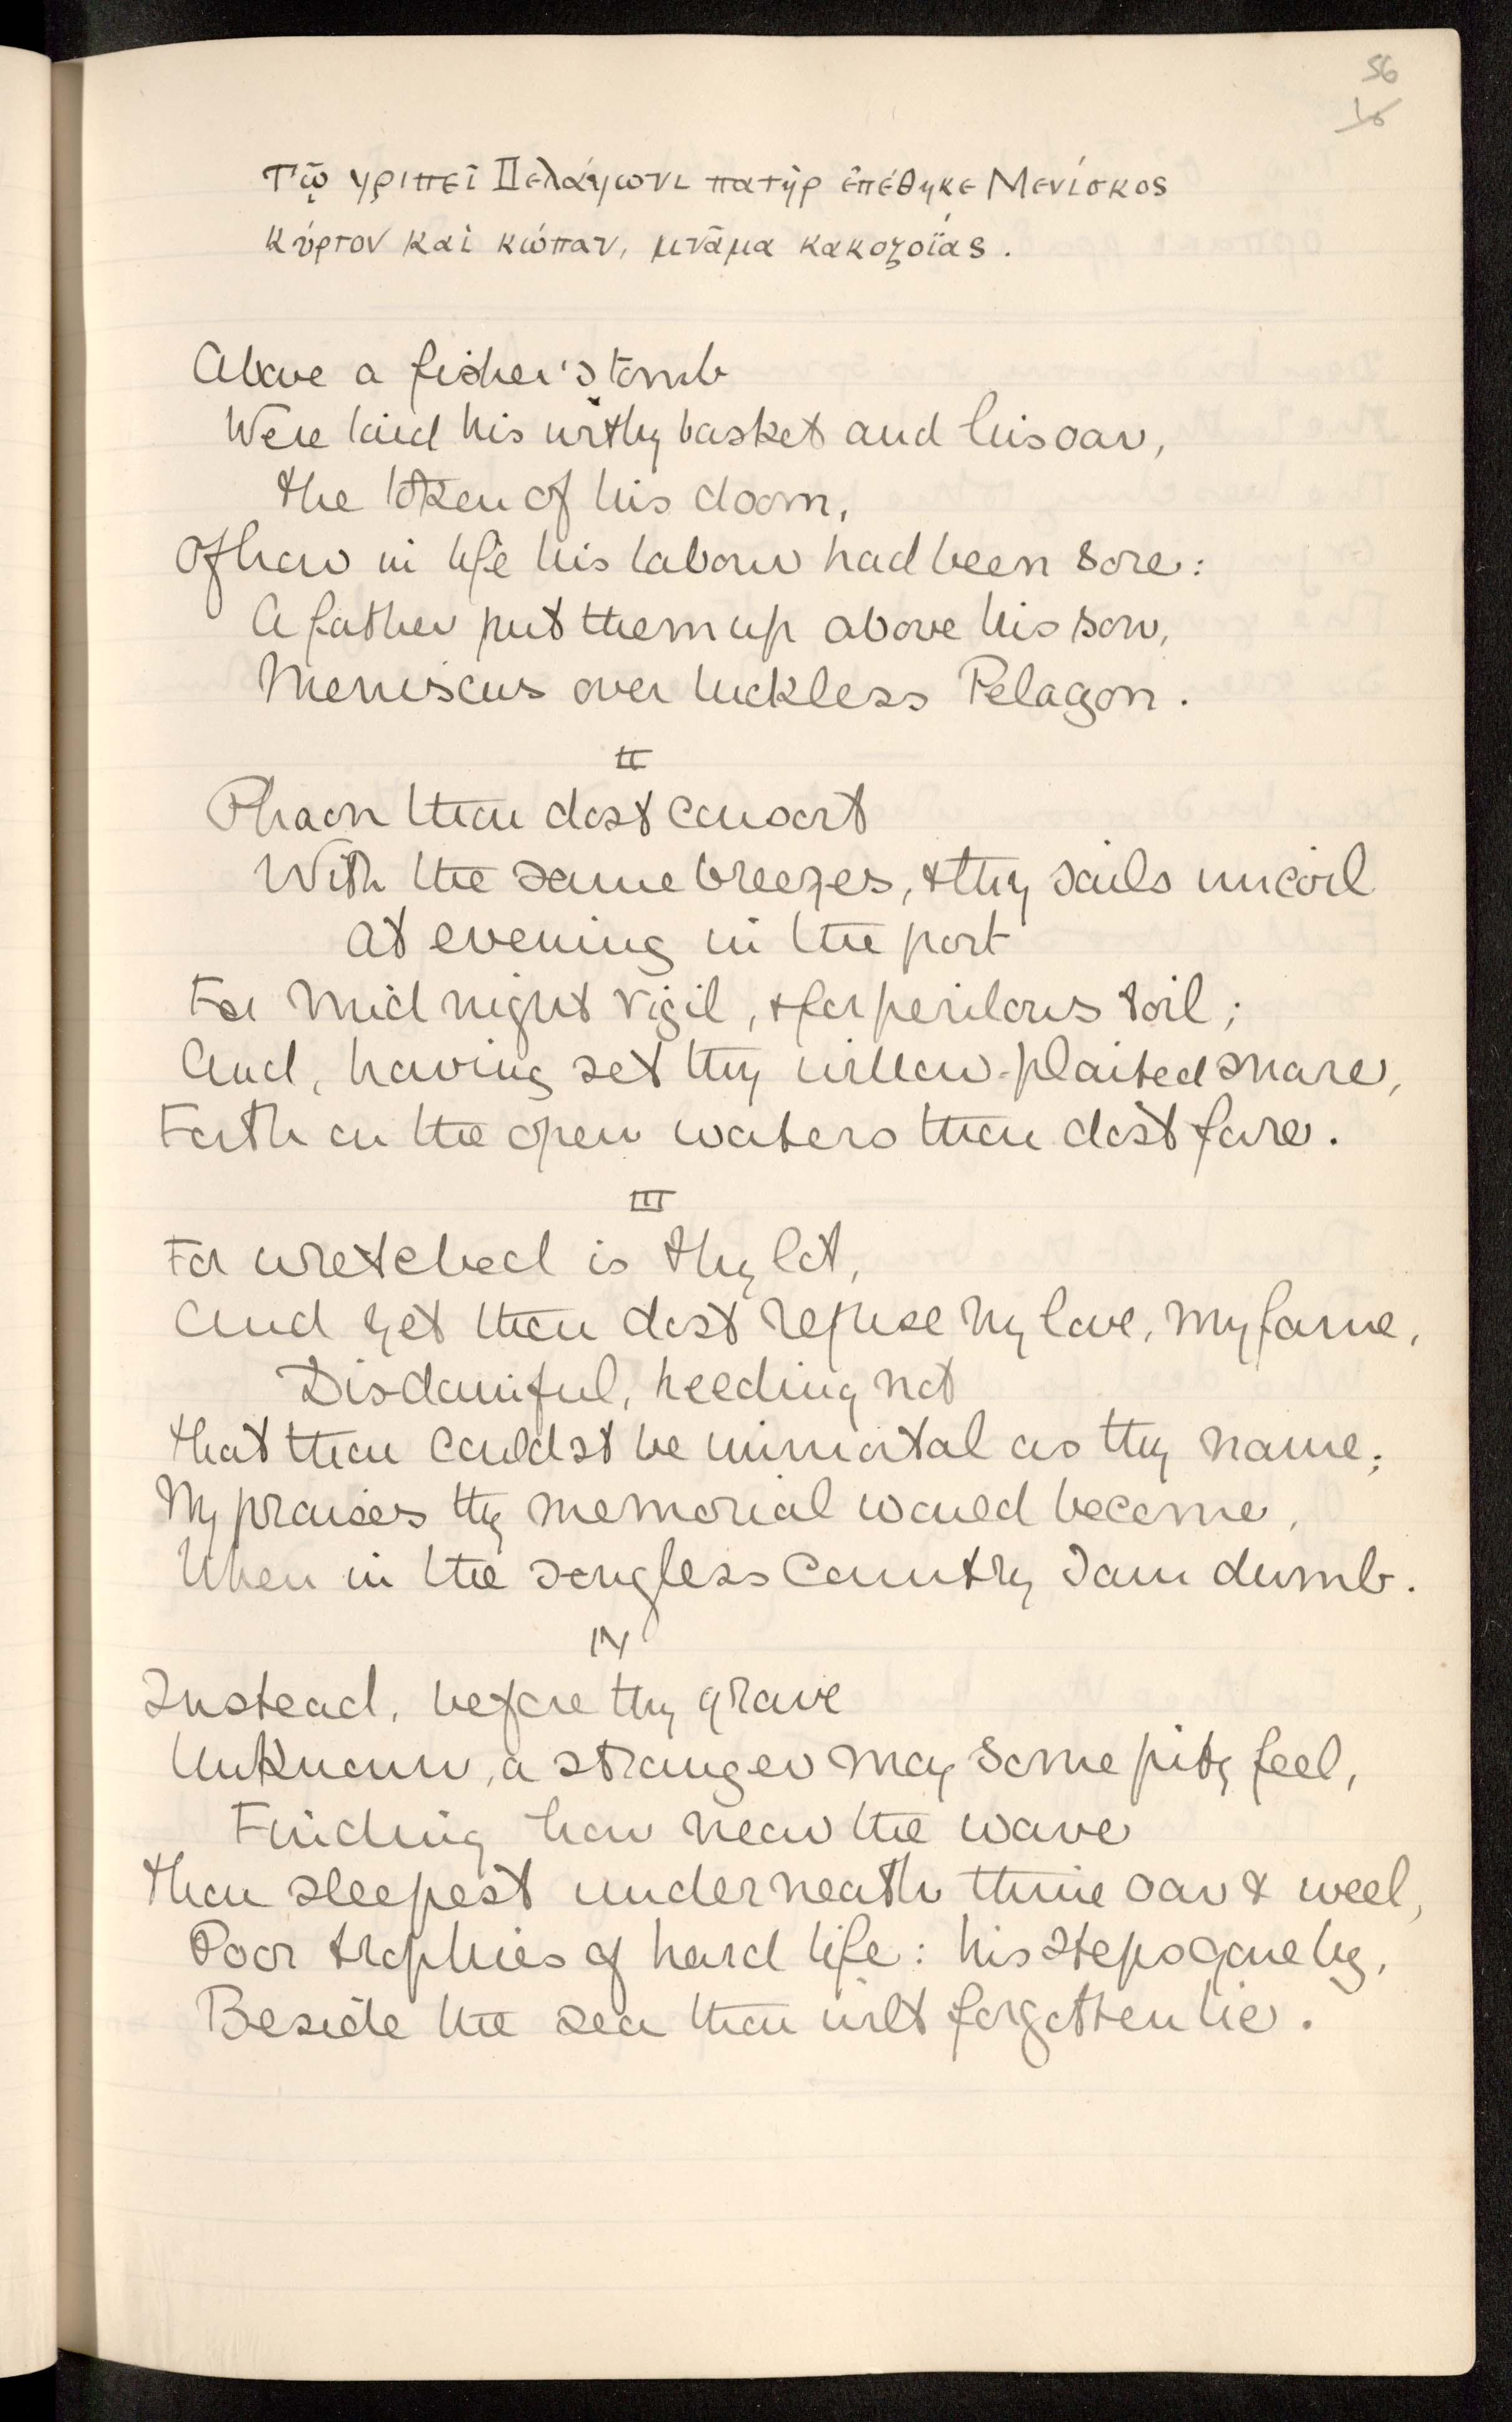 56
16
Τῷ γριπεῖ Πελάγωνι πατὴρ ἐπέθηκε Μενίσκος
κύρτον καὶ κώπαν, μνᾶμα κακοζοΐας.
Above a fisher's tomb
Were laid his withy basket and his oar,
The token of his doom,
Of how in life his labour had been sore:
A father put them up above his son,
Meniscus over luckless Pelagon.
II
Phaon thou dost consort
With the same breezes, & thy sails uncoil
At evening in the port
For midnight vigil, & for perilous toil;
And, having set thy willow-plaited snare,
Forth on the open waters thou dost fare.
III
For wretched is thy lot,
And yet thou dost refuse my love, my fame,
Disdainful, heeding not
That thou couldst be immortal as thy name;
My praises thy memorial would become,
When in the songless country I am dumb.
IV
Instead, before thy grave
Unknown, a stranger may some pity feel,
Finding how near the wave
Thou sleepest underneath thine oar & weel,
Poor trophies of hard life: his steps gone by,
Beside the sea thou wilt forgotten lie.